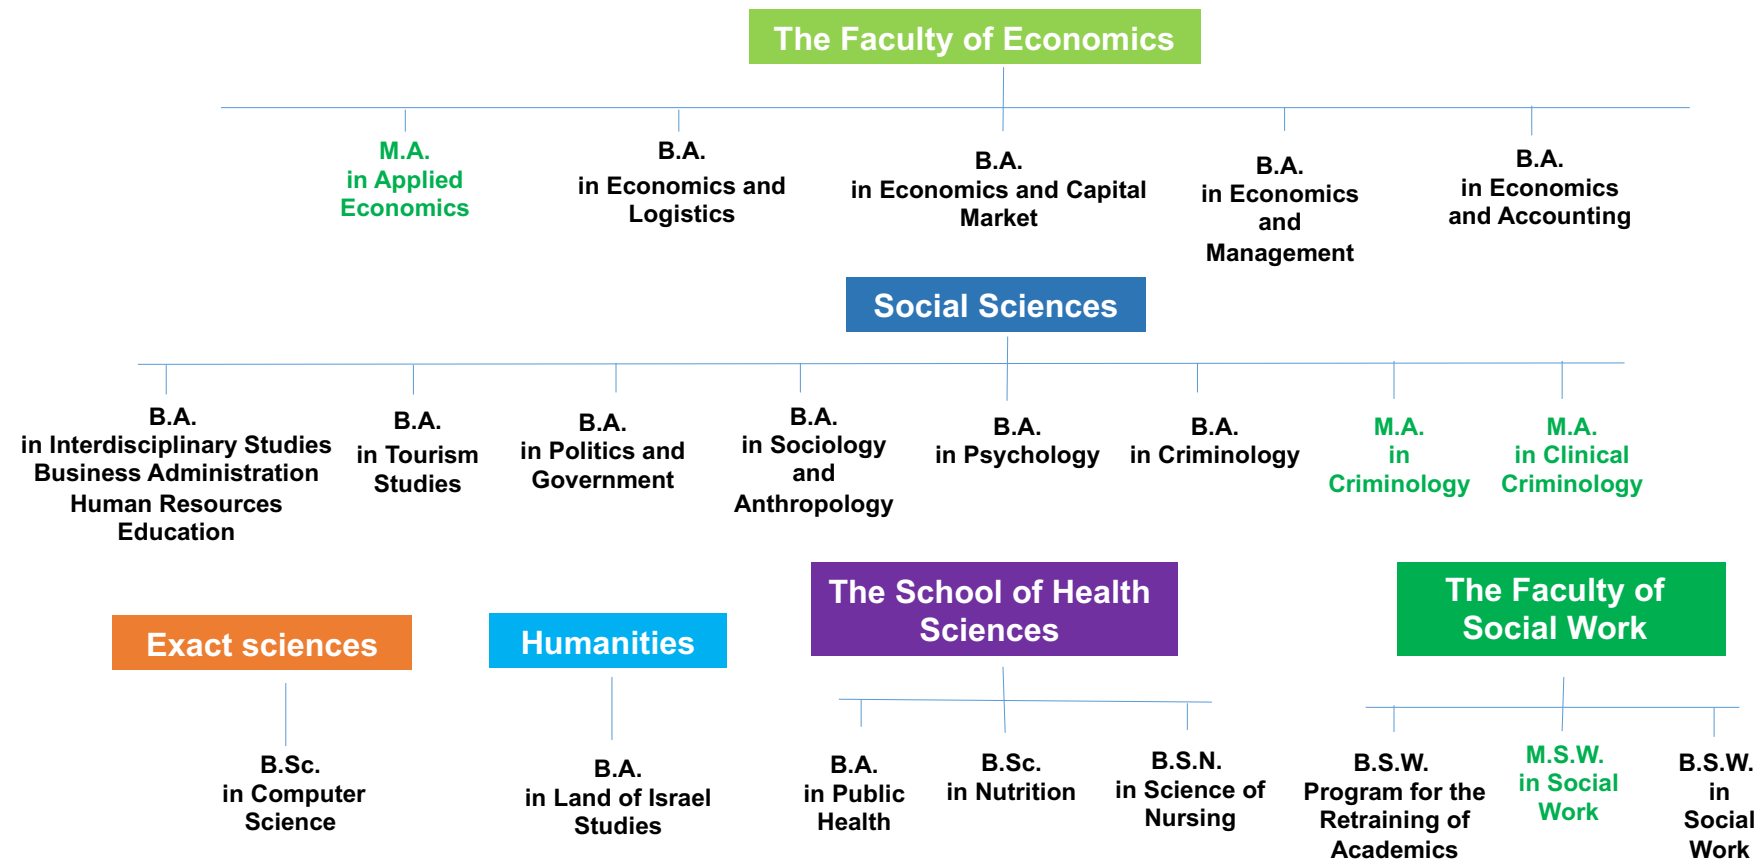 The Faculty of Economics
M.A.
in Applied
Economics
B.A.
in Economics and
Logistics
B.A.
in Economics and Capital
Market
B.A.
in Economics
and
Management
B.A.
in Economics
and Accounting
Social Sciences
B.A.
in Interdisciplinary Studies
Business Administration
Human Resources
Education
B.A.
in Tourism
Studies
B.A.
in Politics and
Government
B.A.
in Sociology
and
Anthropology
B.A.
in Psychology
B.A.
in Criminology
M.A.
in
Criminology
M.A.
in Clinical
Criminology
Exact sciences
B.Sc.
in Computer
Science
Humanities
B.A.
in Land of Israel
Studies
The School of Health
Sciences
B.A.
in Public
Health
B.Sc.
in Nutrition
B.S.N.
in Science of
Nursing
The Faculty of
Social Work
B.S.W.
Program for the
Retraining of
Academics
M.S.W.
in Social
Work
B.S.W.
in
Social
Work